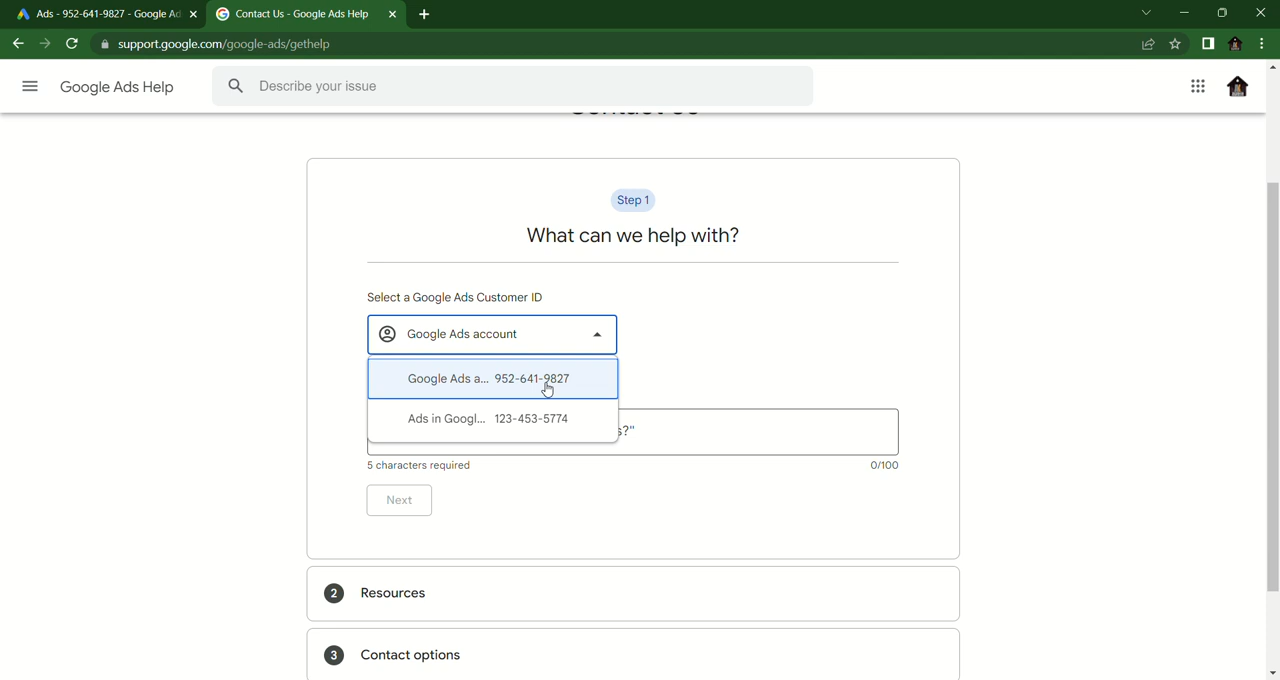 Ads - 952-641-9827 - Google Ad
Contact Us - Google Ads Help
support.google.com/google-ads/gethelp
Google Ads Help
Describe your issue
Contact Us
Step 1
What can we help with?
Select a Google Ads Customer ID
Google Ads account
Google Ads a... 952-641-9827
Ads in Googl... 123-453-5774
s?"
5 characters required
0/100
Next
2 Resources
3 Contact options